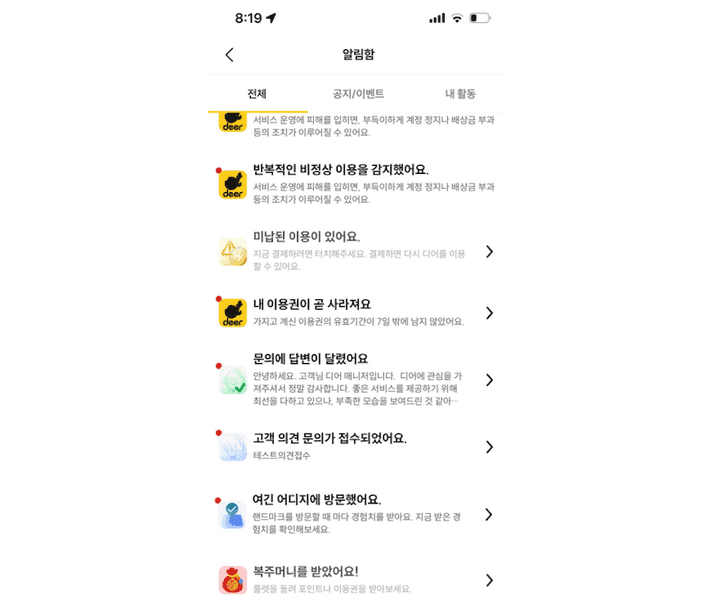 8:19
알림함
전체
공지/이벤트
내 활동
deer
서비스 운영에 피해를 입히면, 부득이하게 계정 정지나 배상금 부과
등의 조치가 이루어질 수 있어요.
반복적인 비정상 이용을 감지했어요.
deer
서비스 운영에 피해를 입히면, 부득이하게 계정 정지나 배상금 부과
등의 조치가 이루어질 수 있어요.
미납된 이용이 있어요.
지금 결제하려면 터치해주세요. 결제하면 다시 디어를 이용
할 수 있어요.
내 이용권이 곧 사라져요
deer
가지고 계신 이용권의 유효기간이 7일 밖에 남지 않았어요.
문의에 답변이 달렸어요
안녕하세요. 고객님 디어 매니저입니다. 디어에 관심을 가
져주셔서 정말 감사합니다. 좋은 서비스를 제공하기 위해
최선을 다하고 있으나, 부족한 모습을 보여드린 것 같아…
고객 의견 문의가 접수되었어요.
테스트의견접수
여긴 어디지에 방문했어요.
랜드마크를 방문할 때 마다 경험치를 받아요. 지금 받은 경
험치를 확인해보세요.
복주머니를 받았어요!
룰렛을 돌려 포인트나 이용권을 받아보세요.